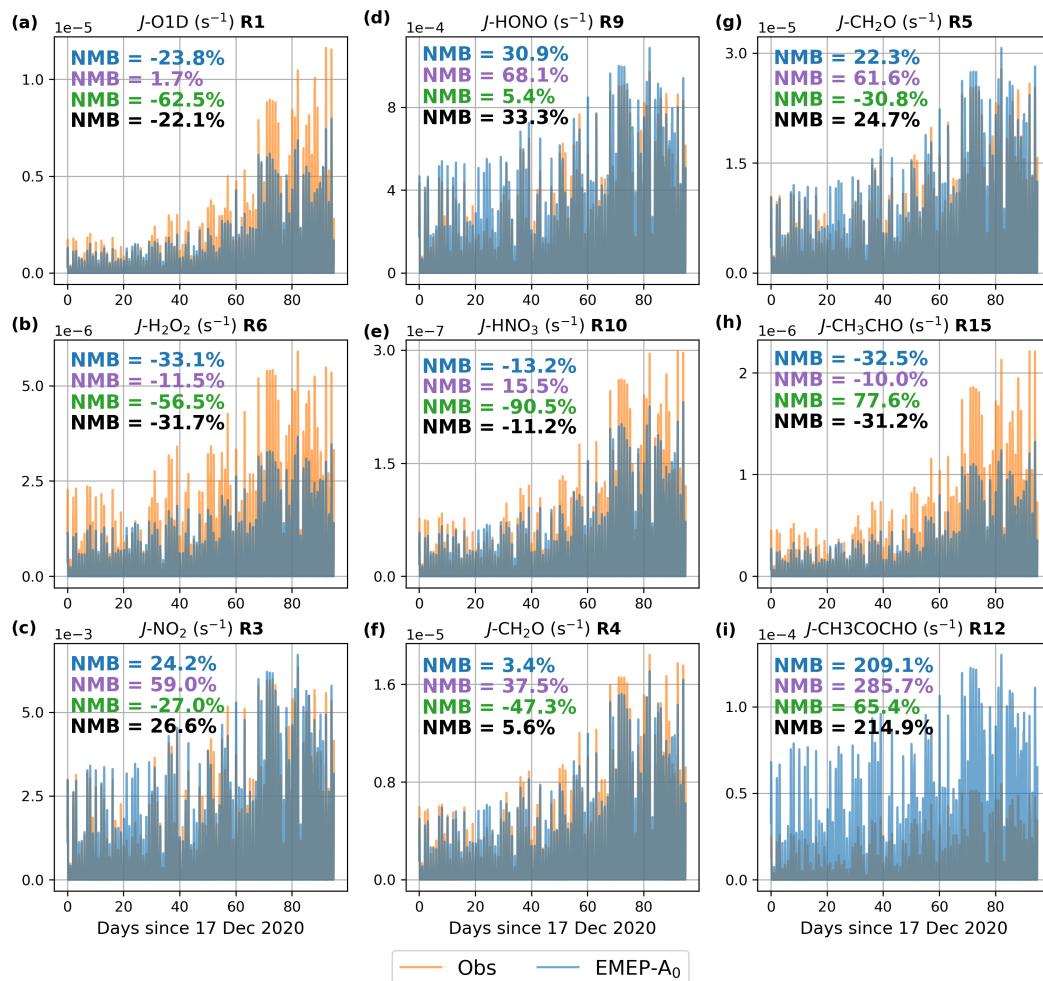 (a) J-O1D (s⁻¹) R1
1e−5
NMB = -23.8%
NMB = 1.7%
NMB = -62.5%
NMB = -22.1%
1.0
0.5
0.0
0 20 40 60 80
(b) J-H₂O₂ (s⁻¹) R6
1e−6
NMB = -33.1%
NMB = -11.5%
NMB = -56.5%
NMB = -31.7%
5.0
2.5
0.0
0 20 40 60 80
(c) J-NO₂ (s⁻¹) R3
1e−3
NMB = 24.2%
NMB = 59.0%
NMB = -27.0%
NMB = 26.6%
5.0
2.5
0.0
0 20 40 60 80
Days since 17 Dec 2020
(d) J-HONO (s⁻¹) R9
1e−4
NMB = 30.9%
NMB = 68.1%
NMB = 5.4%
NMB = 33.3%
8
4
0
0 20 40 60 80
(e) J-HNO₃ (s⁻¹) R10
1e−7
NMB = -13.2%
NMB = 15.5%
NMB = -90.5%
NMB = -11.2%
3.0
1.5
0.0
0 20 40 60 80
(f) J-CH₂O (s⁻¹) R4
1e−5
NMB = 3.4%
NMB = 37.5%
NMB = -47.3%
NMB = 5.6%
1.6
0.8
0.0
0 20 40 60 80
Days since 17 Dec 2020
(g) J-CH₂O (s⁻¹) R5
1e−5
NMB = 22.3%
NMB = 61.6%
NMB = -30.8%
NMB = 24.7%
3.0
1.5
0.0
0 20 40 60 80
(h) J-CH₃CHO (s⁻¹) R15
1e−6
NMB = -32.5%
NMB = -10.0%
NMB = 77.6%
NMB = -31.2%
2
1
0
0 20 40 60 80
(i) J-CH3COCHO (s⁻¹) R12
1e−4
NMB = 209.1%
NMB = 285.7%
NMB = 65.4%
NMB = 214.9%
1.0
0.5
0.0
0 20 40 60 80
Days since 17 Dec 2020
Obs EMEP-A₀